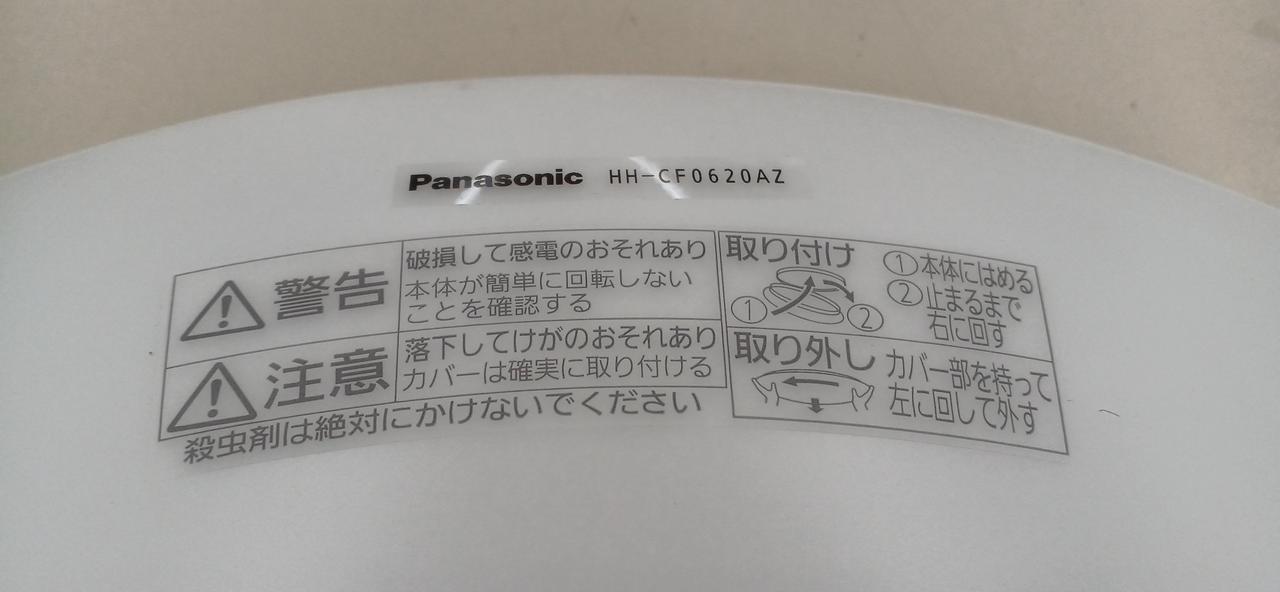 Panasonic HH-CF0620AZ
警告
破損して感電のおそれあり
本体が簡単に回転しない
ことを確認する
注意
落下してけがのおそれあり
カバーは確実に取り付ける
殺虫剤は絶対にかけないでください
取り付け
① ②
①本体にはめる
②止まるまで
右に回す
取り外し
カバー部を持って
左に回して外す